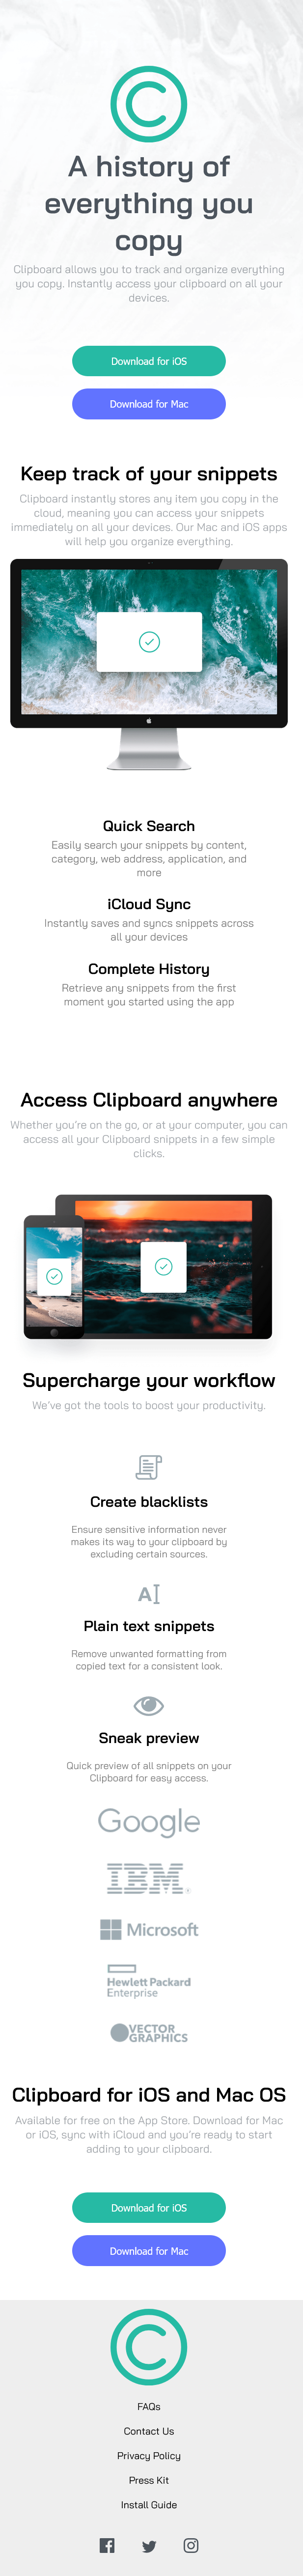 A history of
everything you
copy
Clipboard allows you to track and organize everything
you copy. Instantly access your clipboard on all your
devices.
Download for iOS
Download for Mac
Keep track of your snippets
Clipboard instantly stores any item you copy in the
cloud, meaning you can access your snippets
immediately on all your devices. Our Mac and iOS apps
will help you organize everything.
Quick Search
Easily search your snippets by content,
category, web address, application, and
more
iCloud Sync
Instantly saves and syncs snippets across
all your devices
Complete History
Retrieve any snippets from the first
moment you started using the app
Access Clipboard anywhere
Whether you're on the go, or at your computer, you can
access all your Clipboard snippets in a few simple
clicks.
Supercharge your workflow
We've got the tools to boost your productivity.
Create blacklists
Ensure sensitive information never
makes its way to your clipboard by
excluding certain sources.
A
Plain text snippets
Remove unwanted formatting from
copied text for a consistent look.
Sneak preview
Quick preview of all snippets on your
Clipboard for easy access.
Google
IBM
Microsoft
Hewlett Packard
Enterprise
VECTOR
GRAPHICS
Clipboard for iOS and Mac OS
Available for free on the App Store. Download for Mac
or iOS, sync with iCloud and you're ready to start
adding to your clipboard.
Download for iOS
Download for Mac
FAQs
Contact Us
Privacy Policy
Press Kit
Install Guide